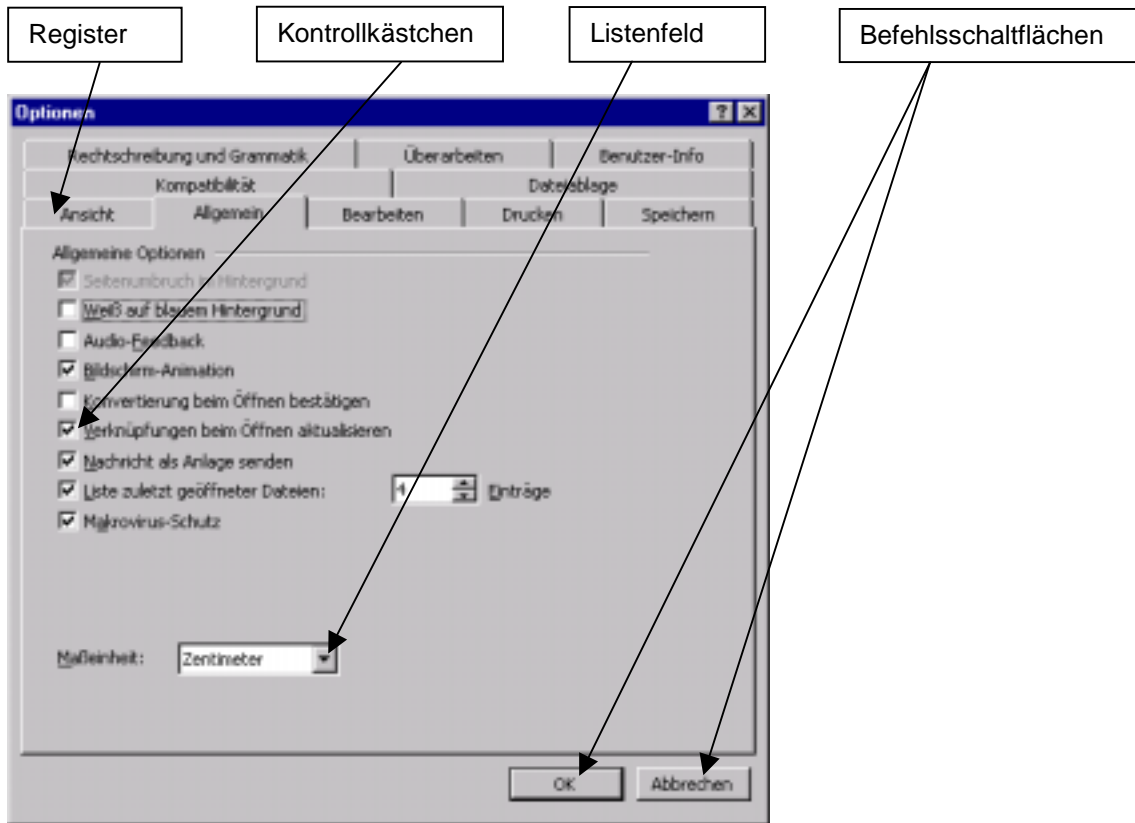 Register Kontrollkästchen Listenfeld Befehlsschaltflächen
Optionen
Rechtschreibung und Grammatik Überarbeiten Benutzer-Info
Kompatibilität Dateiablage
Ansicht Allgemein Bearbeiten Drucken Speichern
Allgemeine Optionen
Seitenumbruch im Hintergrund
Weiß auf blauem Hintergrund
Audio-Feedback
Bildschirm-Animation
Konvertierung beim Öffnen bestätigen
Verknüpfungen beim Öffnen aktualisieren
Nachricht als Anlage senden
Liste zuletzt geöffneter Dateien: 4 Einträge
Makrovirus-Schutz
Maßeinheit: Zentimeter
OK Abbrechen